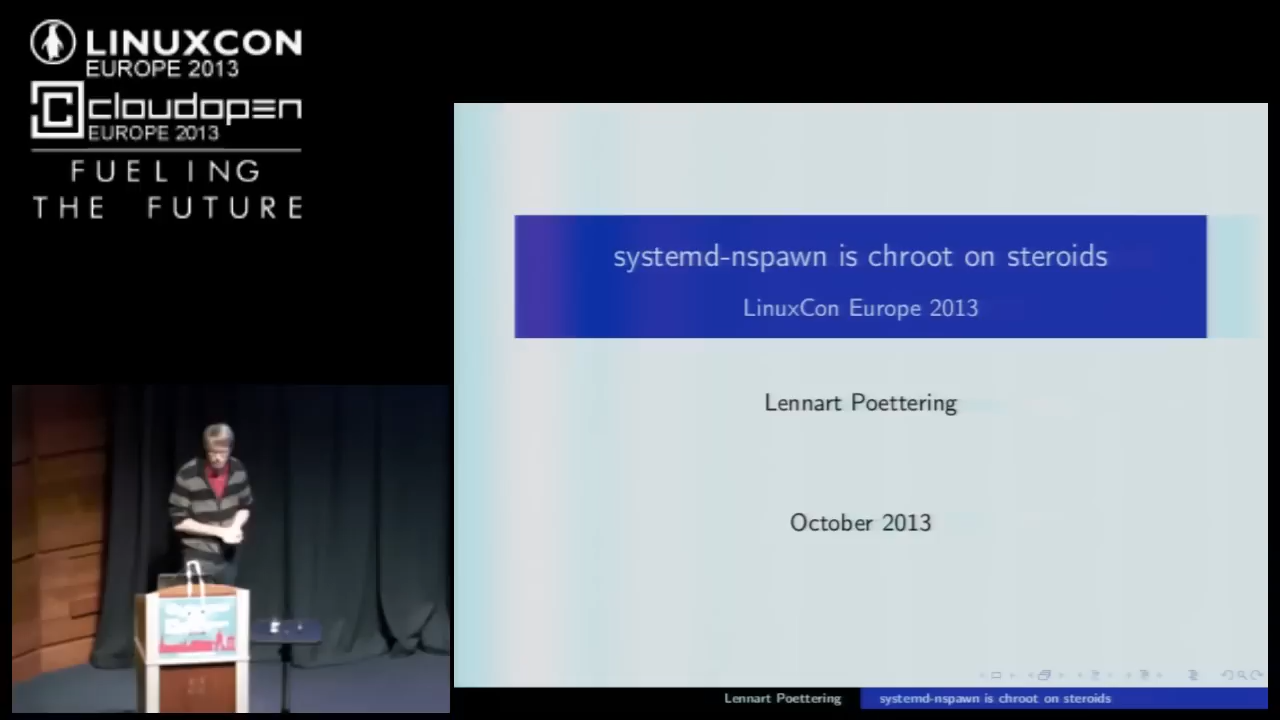 LINUXCON
EUROPE 2013
cloudopen
EUROPE 2013
FUELING
THE FUTURE
systemd-nspawn is chroot on steroids
LinuxCon Europe 2013
Lennart Poettering
October 2013
Lennart Poettering
systemd-nspawn is chroot on steroids